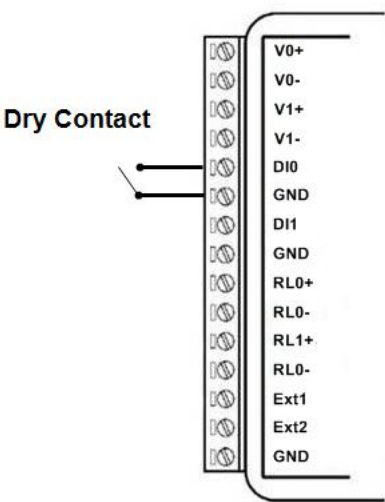 V0+
V0-
Dry Contact
V1+
V1-
DI0
GND
DI1
GND
RL0+
RL0-
RL1+
RL0-
Ext1
Ext2
GND